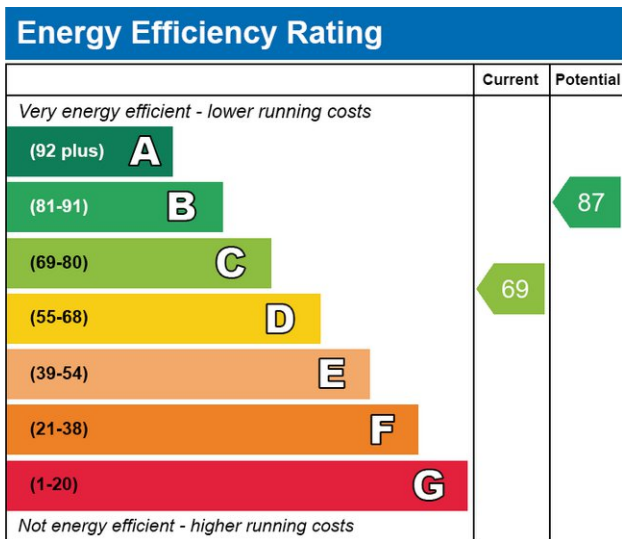 Energy Efficiency Rating
Current Potential
Very energy efficient - lower running costs
(92 plus) A
(81-91) B
87
(69-80) C
69
(55-68) D
(39-54) E
(21-38) F
(1-20) G
Not energy efficient - higher running costs